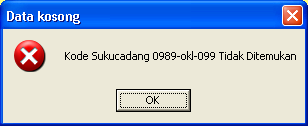 Data kosong
Kode Sukucadang 0989-okl-099 Tidak Ditemukan
OK